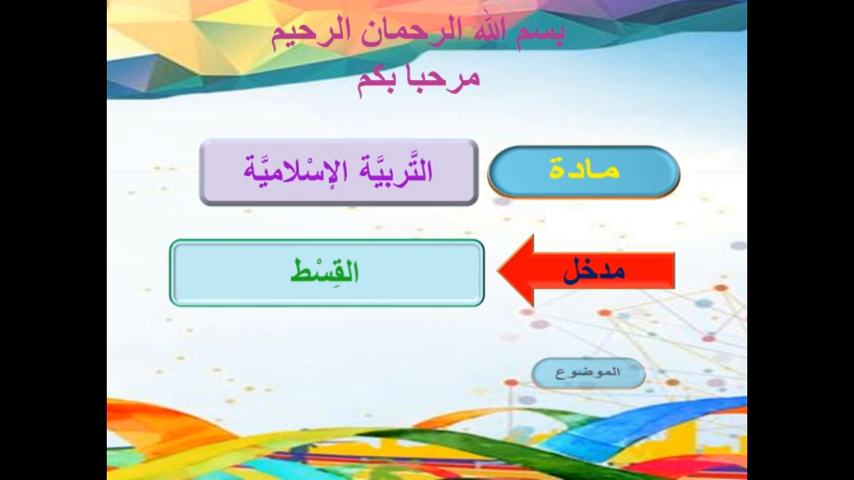 بسم الله الرحمان الرحيم
مرحبا بكم
مادة
التَّربيَّة الإسْلاميَّة
مدخل
القِسْط
الموضوع